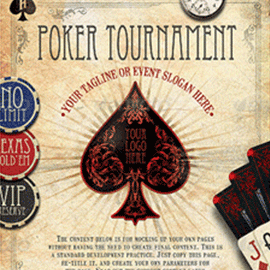 H
POKER TOURNAMENT
•YOUR TAGLINE OR EVENT SLOGAN HERE•
NO
LIMIT
TEXAS
HOLD'EM
VIP
RESERVE
YOUR
LOGO
HERE
THE CONTENT BELOW IS FOR MOCKING UP YOUR OWN PAGES
WITHOUT HAVING THE NEED TO CREATE FINAL CONTENT. THIS IS
A STANDARD DEVELOPMENT PRACTICE. JUST COPY THIS PAGE,
RE-TITLE IT, AND CREATE YOUR OWN PARAMETERS FOR
J